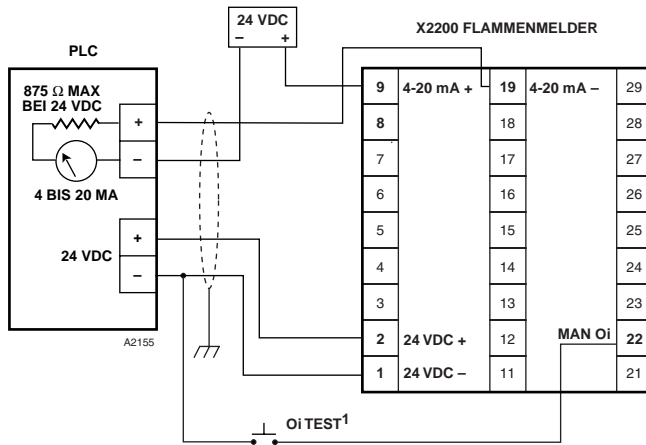 24 VDC
– +
X2200 FLAMMENMELDER
PLC
875 Ω MAX
BEI 24 VDC
+
–
4 BIS 20 MA
24 VDC
+
–
A2155
9 4-20 mA + 19 4-20 mA – 29
8 18 28
7 17 27
6 16 26
5 15 25
4 14 24
3 13 23
2 24 VDC + 12 MAN Oi 22
1 24 VDC – 11 21
Oi TEST1